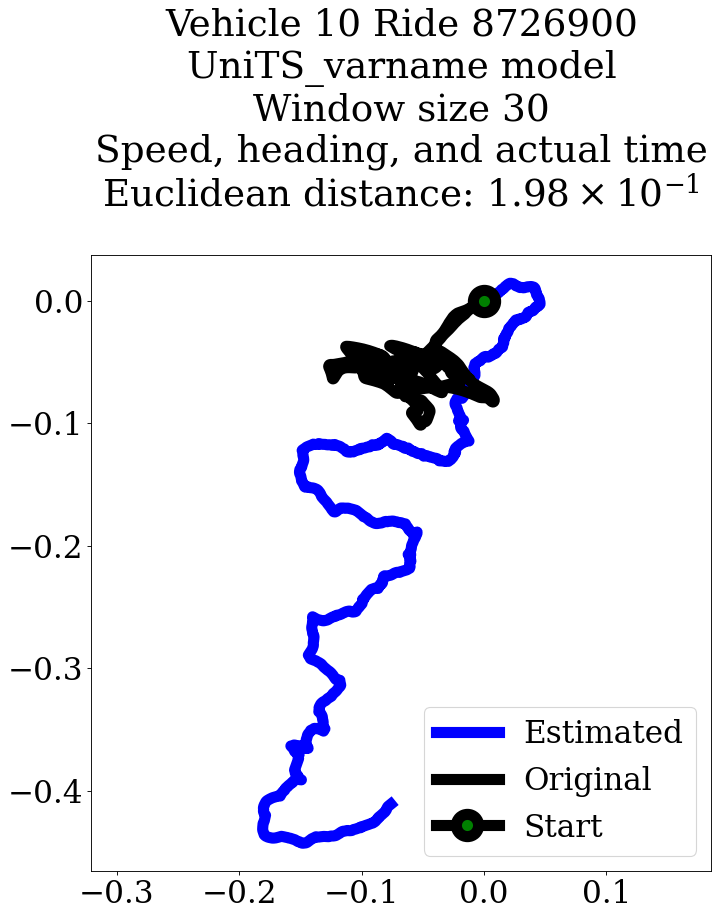 Vehicle 10 Ride 8726900
UniTS_varname model
Window size 30
Speed, heading, and actual time
Euclidean distance: 1.98 × 10⁻¹
0.0
−0.1
−0.2
−0.3
−0.4
Estimated
Original
Start
−0.3 −0.2 −0.1 0.0 0.1